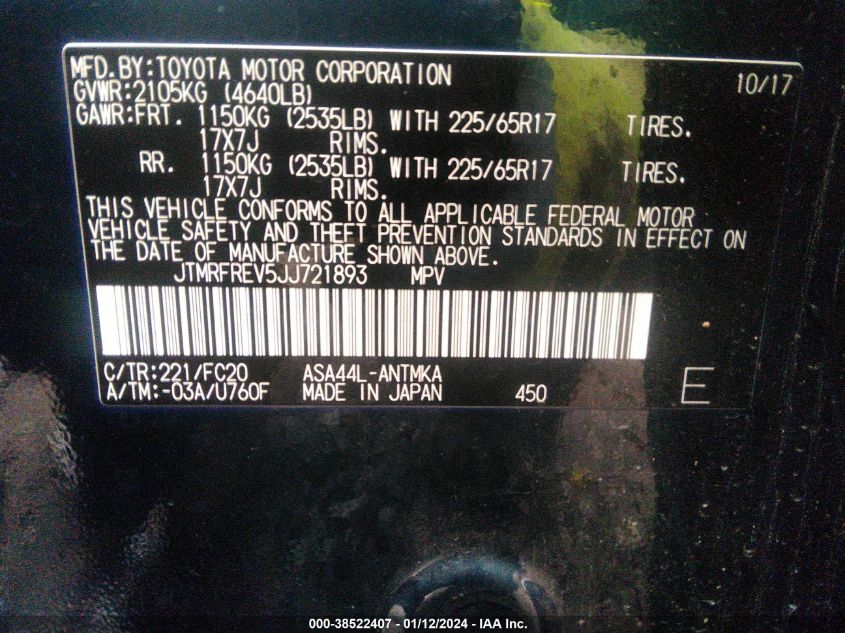 MFD.BY:TOYOTA MOTOR CORPORATION 10/17
GVWR:2105KG (4640LB)
GAWR:FRT. 1150KG (2535LB) WITH 225/65R17 TIRES.
17X7J RIMS.
RR. 1150KG (2535LB) WITH 225/65R17 TIRES.
17X7J RIMS.
THIS VEHICLE CONFORMS TO ALL APPLICABLE FEDERAL MOTOR
VEHICLE SAFETY AND THEFT PREVENTION STANDARDS IN EFFECT ON
THE DATE OF MANUFACTURE SHOWN ABOVE.
JTMRFREV5JJ721893 MPV
C/TR:221/FC20 ASA44L-ANTMKA
A/TM:-03A/U760F MADE IN JAPAN 450 E
000-38522407 - 01/12/2024 - IAA Inc.